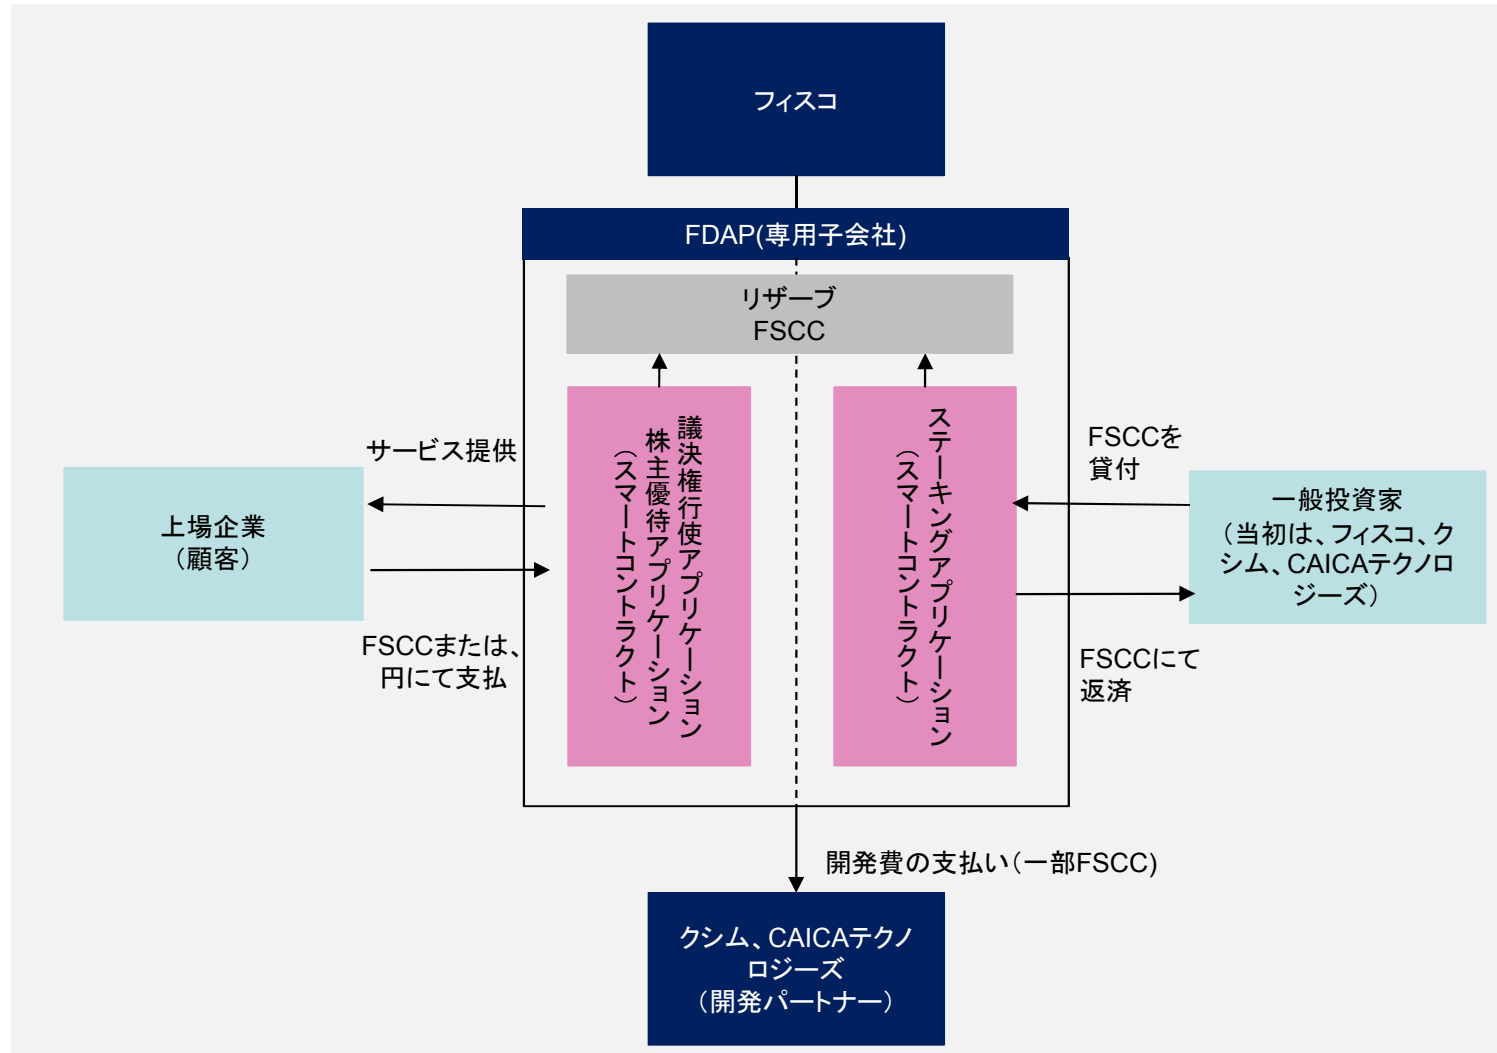 フィスコ
FDAP(専用子会社)
リザーブ
FSCC
議決権行使アプリケーション
株主優待アプリケーション
（スマートコントラクト）
ステーキングアプリケーション
（スマートコントラクト）
サービス提供
上場企業
（顧客）
FSCCまたは、
円にて支払
FSCCを
貸付
一般投資家
（当初は、フィスコ、ク
シム、CAICAテクノロ
ジーズ）
FSCCにて
返済
開発費の支払い（一部FSCC)
クシム、CAICAテクノ
ロジーズ
（開発パートナー）